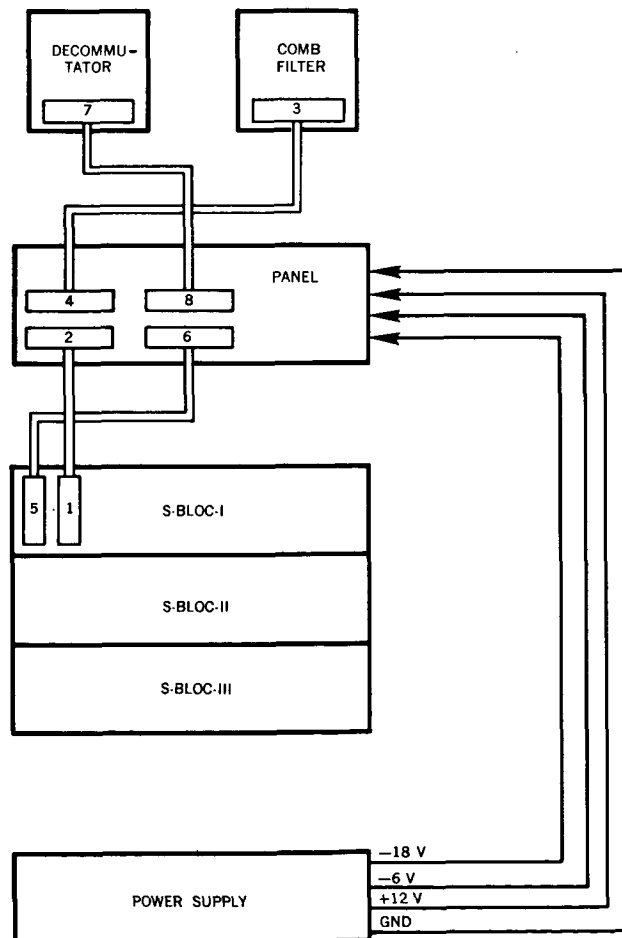 DECOMMU-
TATOR
7
COMB
FILTER
3
PANEL
4
8
2
6
5
1
S-BLOC-I
S-BLOC-II
S-BLOC-III
POWER SUPPLY
—18 V
—6 V
+12 V
GND